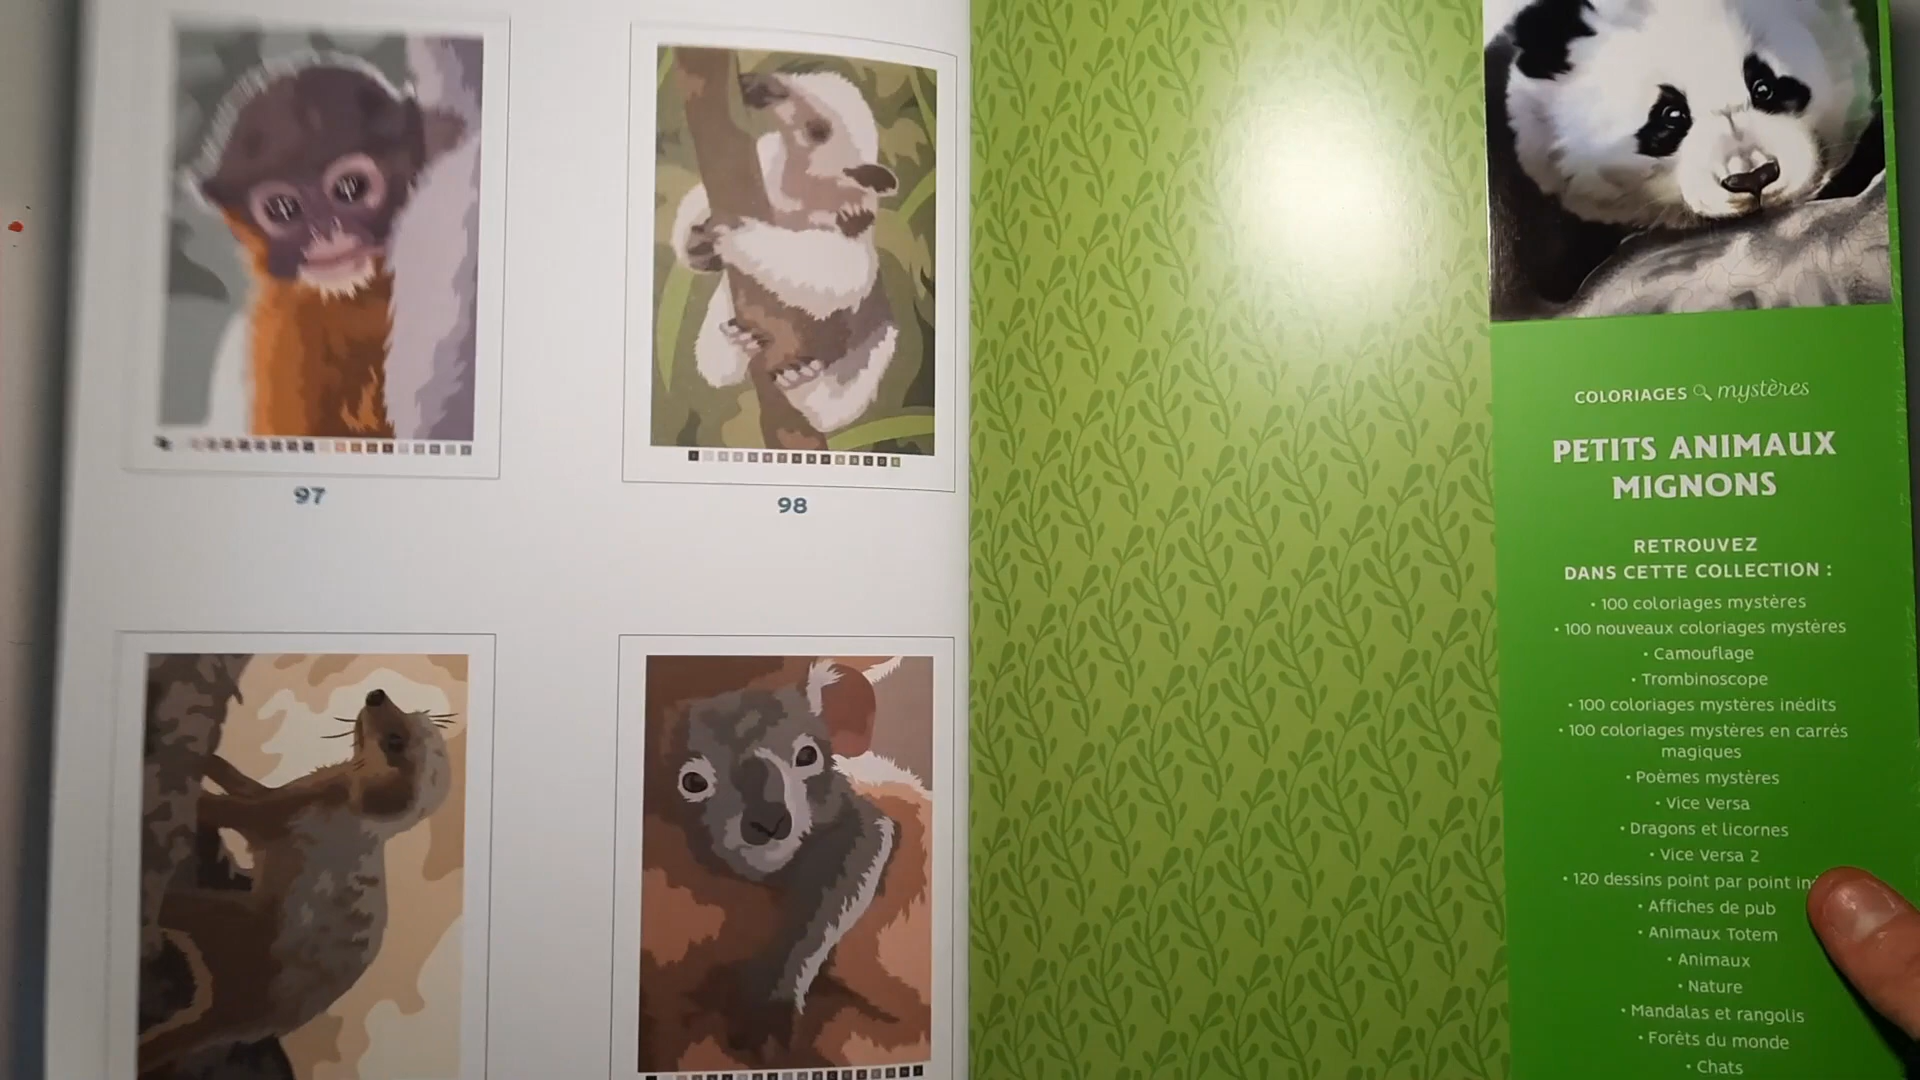 97
98
COLORIAGES mystères
PETITS ANIMAUX
MIGNONS
RETROUVEZ
DANS CETTE COLLECTION :
• 100 coloriages mystères
• 100 nouveaux coloriages mystères
• Camouflage
• Trombinoscope
• 100 coloriages mystères inédits
• 100 coloriages mystères en carrés
magiques
• Poèmes mystères
• Vice Versa
• Dragons et licornes
• Vice Versa 2
• 120 dessins point par point
• Affiches de pub
• Animaux Totem
• Animaux
• Nature
• Mandalas et rangolis
• Forêts du monde
• Chats